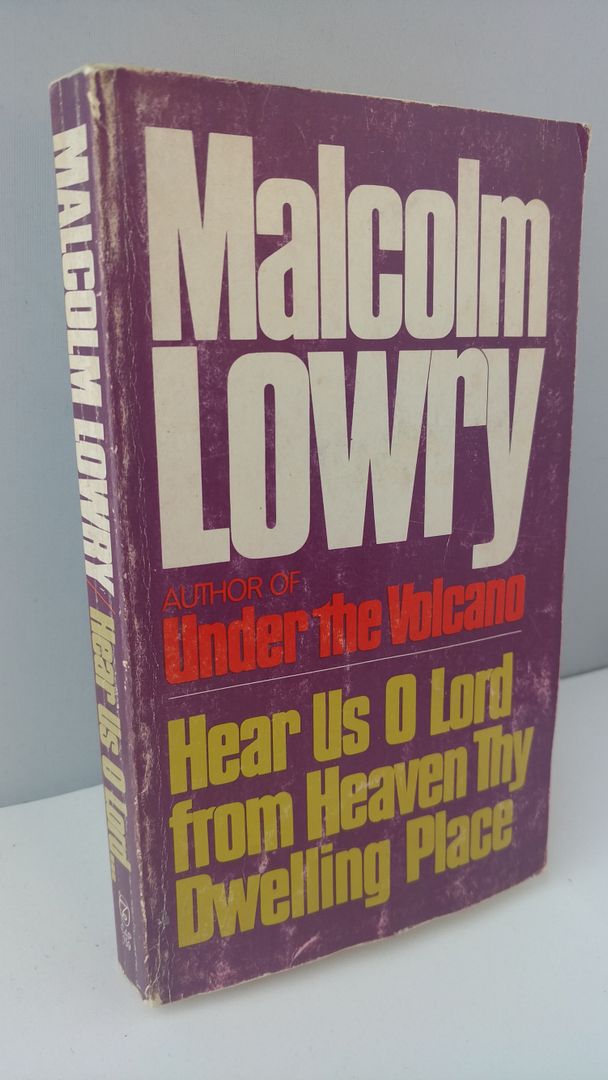 Malcolm
Lowry
AUTHOR OF
Under the Volcano
Hear Us O Lord
from Heaven Thy
Dwelling Place
MALCOLM LOWRY / Hear Us O Lord...